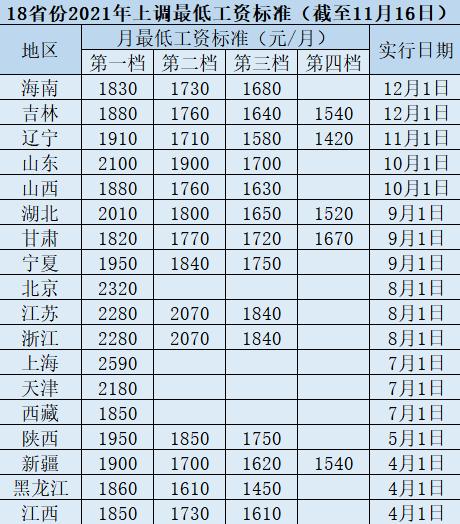 18省份2021年上调最低工资标准（截至11月16日）
地区 月最低工资标准（元/月） 实行日期
第一档 第二档 第三档 第四档
海南 1830 1730 1680 12月1日
吉林 1880 1760 1640 1540 12月1日
辽宁 1910 1710 1580 1420 11月1日
山东 2100 1900 1700 10月1日
山西 1880 1760 1630 10月1日
湖北 2010 1800 1650 1520 9月1日
甘肃 1820 1770 1720 1670 9月1日
宁夏 1950 1840 1750 9月1日
北京 2320 8月1日
江苏 2280 2070 1840 8月1日
浙江 2280 2070 1840 8月1日
上海 2590 7月1日
天津 2180 7月1日
西藏 1850 7月1日
陕西 1950 1850 1750 5月1日
新疆 1900 1700 1620 1540 4月1日
黑龙江 1860 1610 1450 4月1日
江西 1850 1730 1610 4月1日